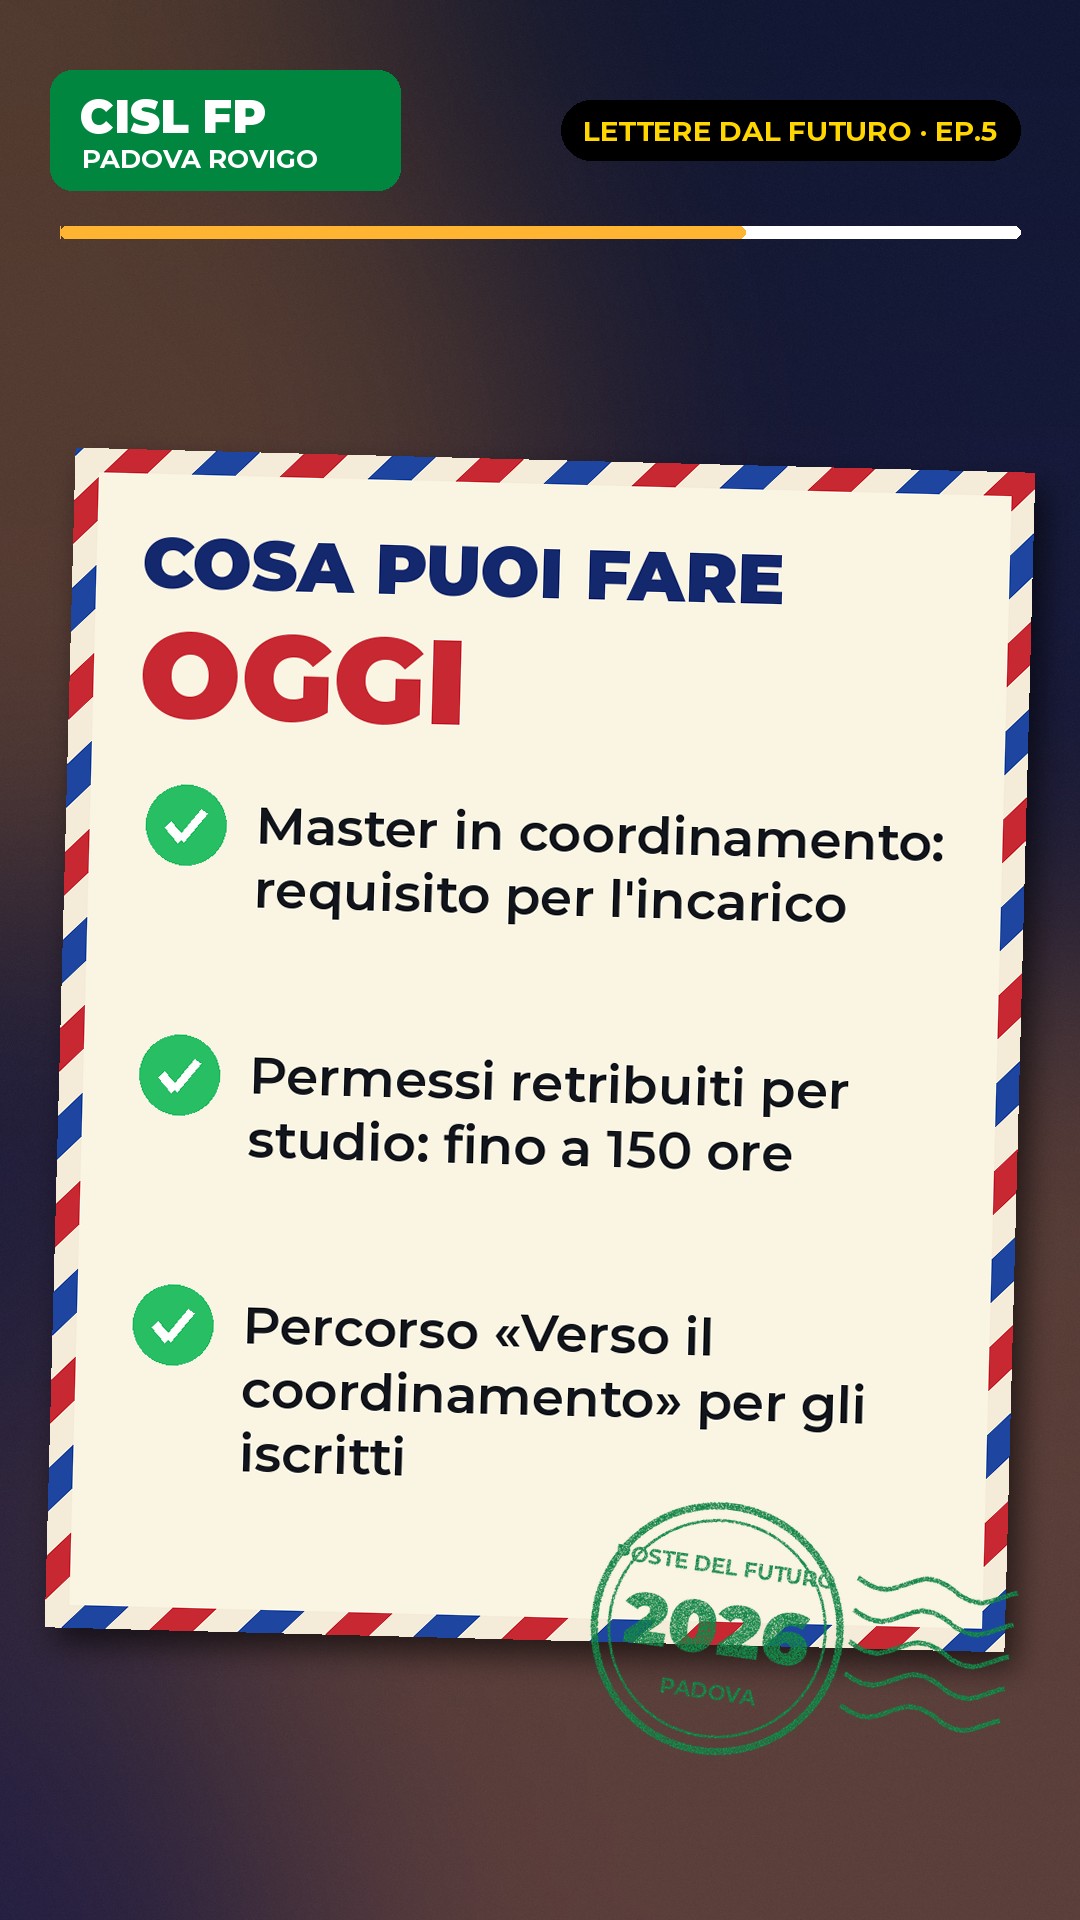 CISL FP
PADOVA ROVIGO
LETTERE DAL FUTURO · EP.5
COSA PUOI FARE
OGGI
Master in coordinamento:
requisito per l'incarico
Permessi retribuiti per
studio: fino a 150 ore
Percorso «Verso il
coordinamento» per gli
iscritti
POSTE DEL FUTURO
2026
PADOVA